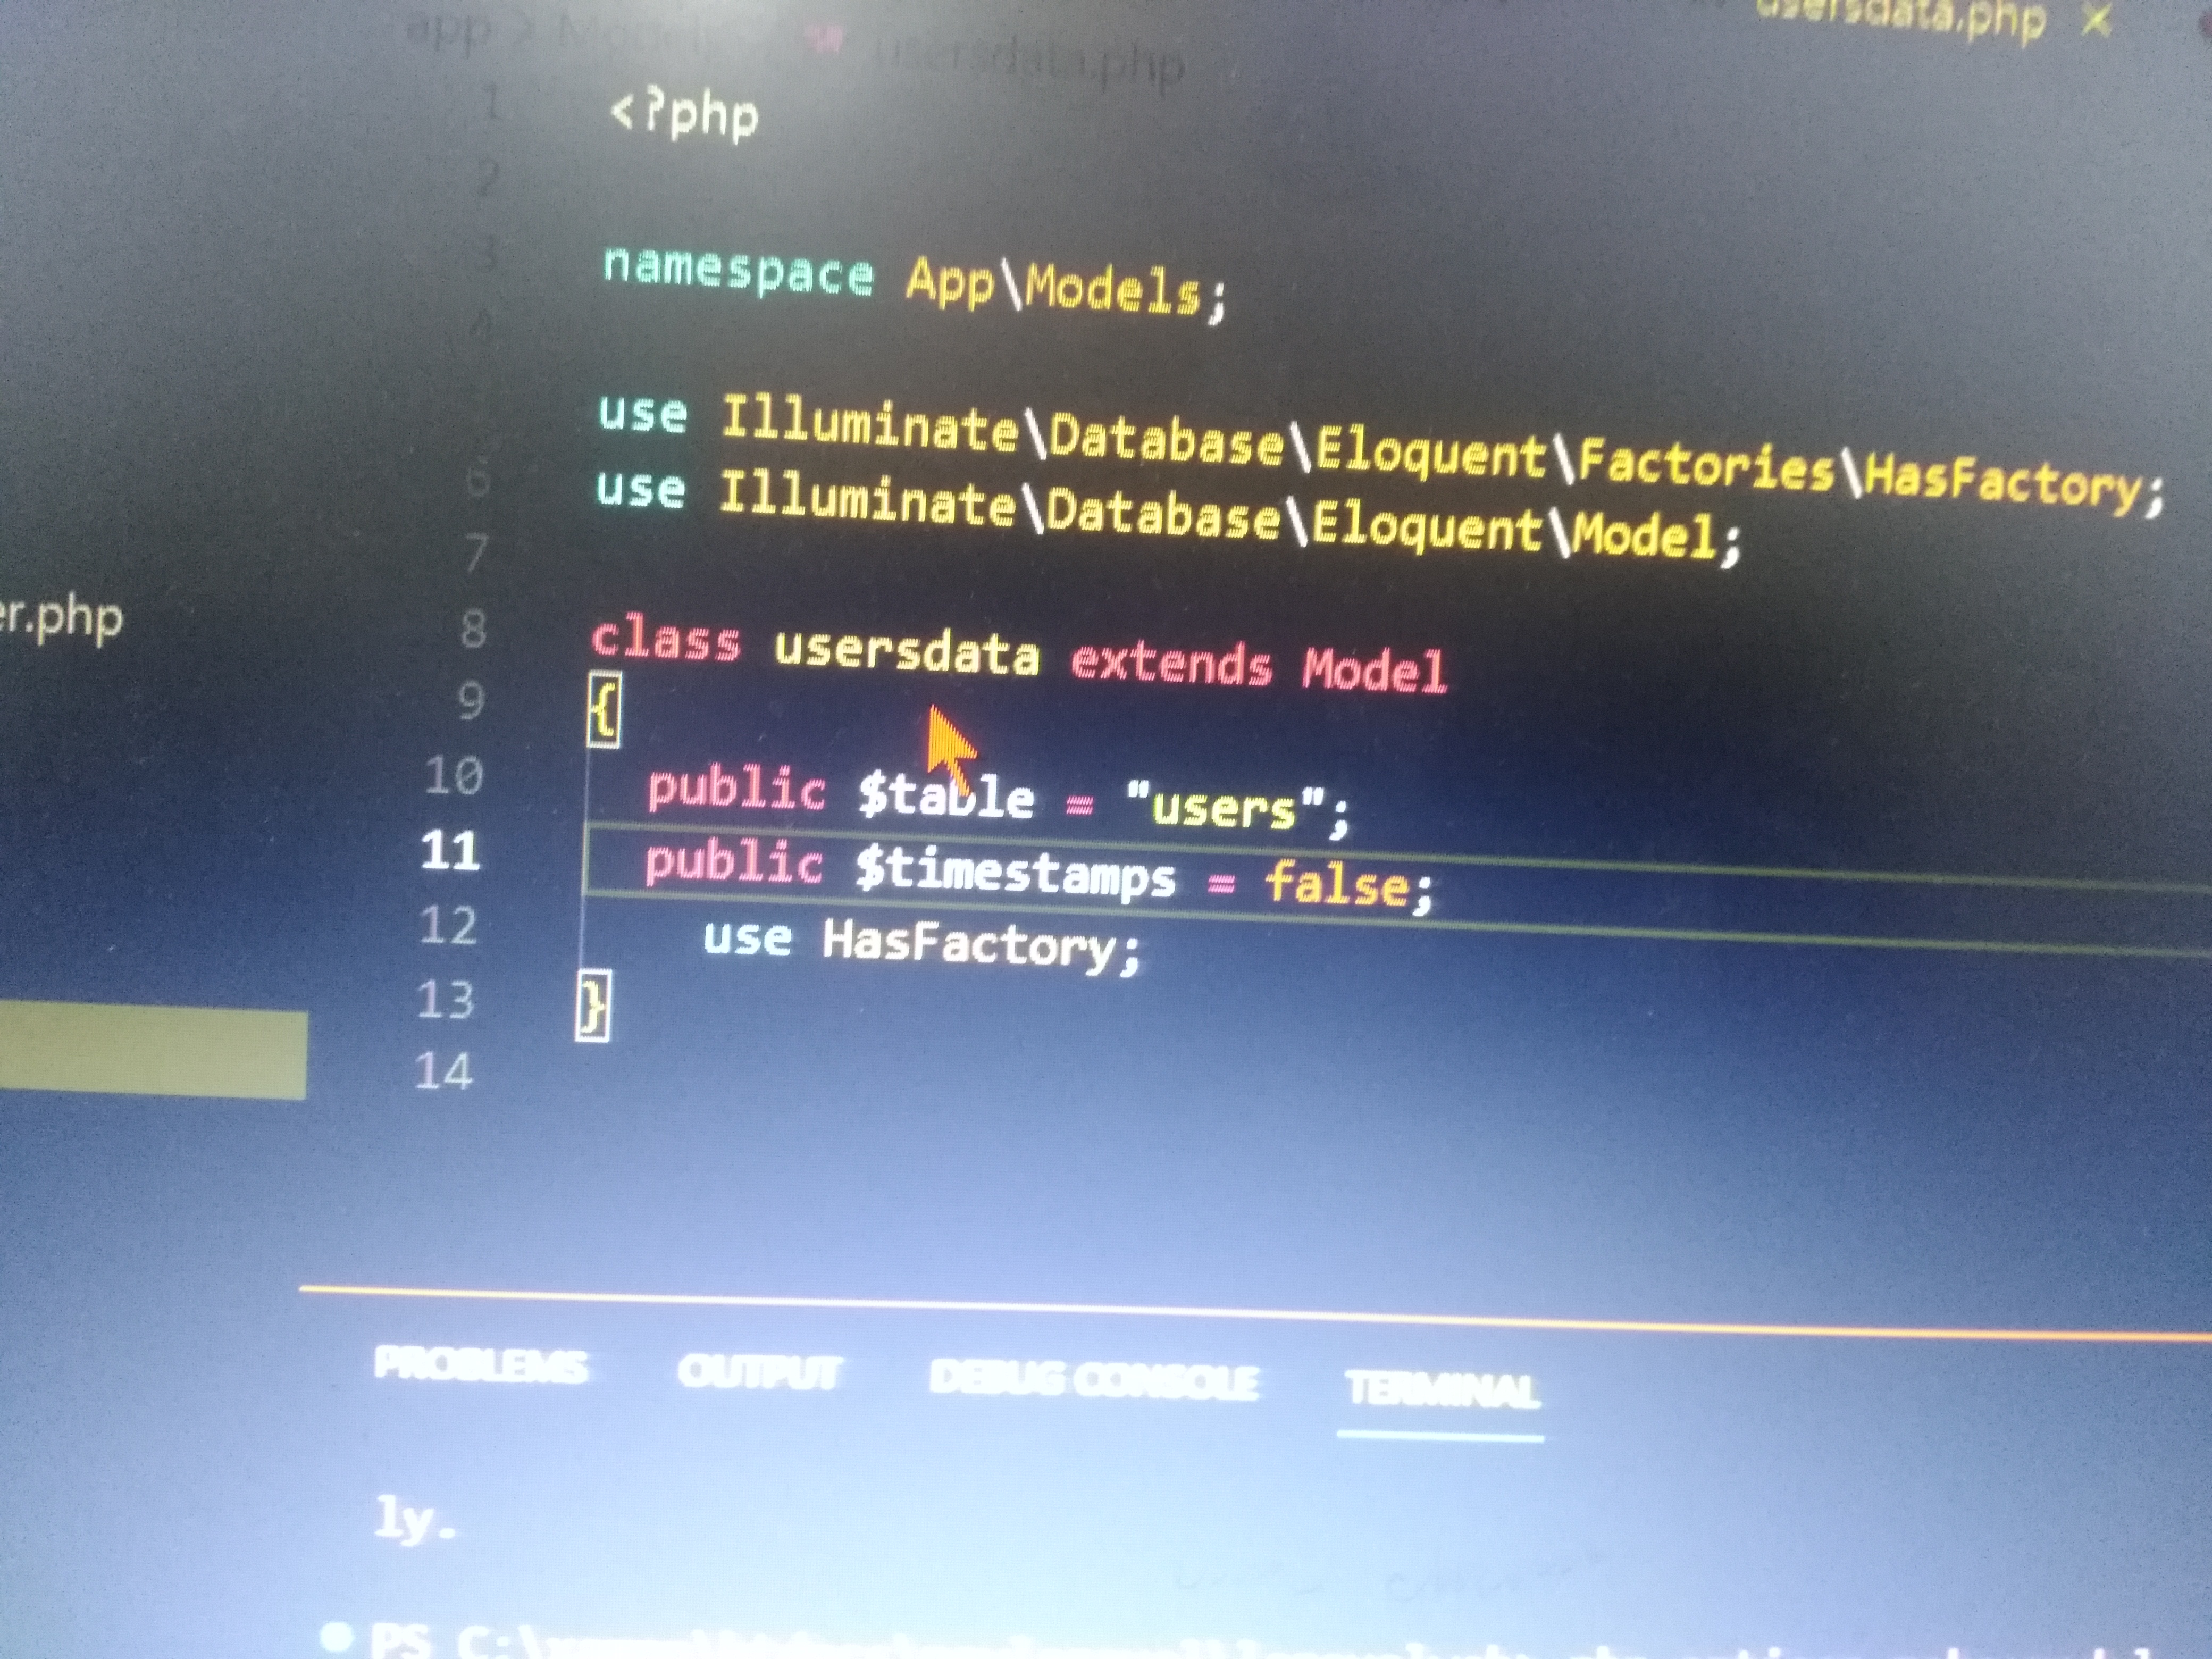 usersdata.php ×
app > Models > usersdata.php
1 <?php
2
3 namespace App\Models;
4
use Illuminate\Database\Eloquent\Factories\HasFactory;
6 use Illuminate\Database\Eloquent\Model;
7
er.php
8 class usersdata extends Model
9 {
10 public $table = "users";
11 public $timestamps = false;
12 use HasFactory;
13 }
14
PROBLEMS OUTPUT DEBUG CONSOLE TERMINAL
ly.
PS C:\